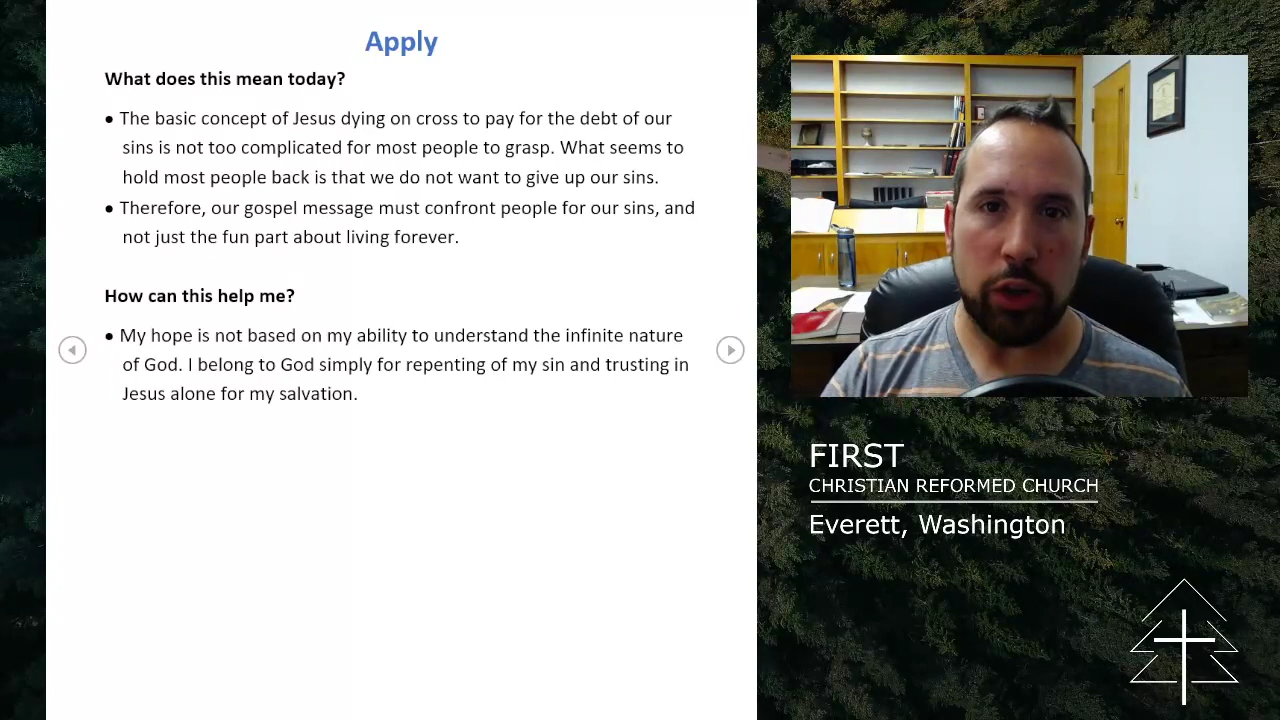 Apply
What does this mean today?
• The basic concept of Jesus dying on cross to pay for the debt of our
sins is not too complicated for most people to grasp. What seems to
hold most people back is that we do not want to give up our sins.
• Therefore, our gospel message must confront people for our sins, and
not just the fun part about living forever.
How can this help me?
• My hope is not based on my ability to understand the infinite nature
of God. I belong to God simply for repenting of my sin and trusting in
Jesus alone for my salvation.
FIRST
CHRISTIAN REFORMED CHURCH
Everett, Washington